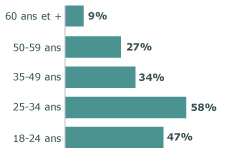 60 ans et + 9%
50-59 ans 27%
35-49 ans 34%
25-34 ans 58%
18-24 ans 47%